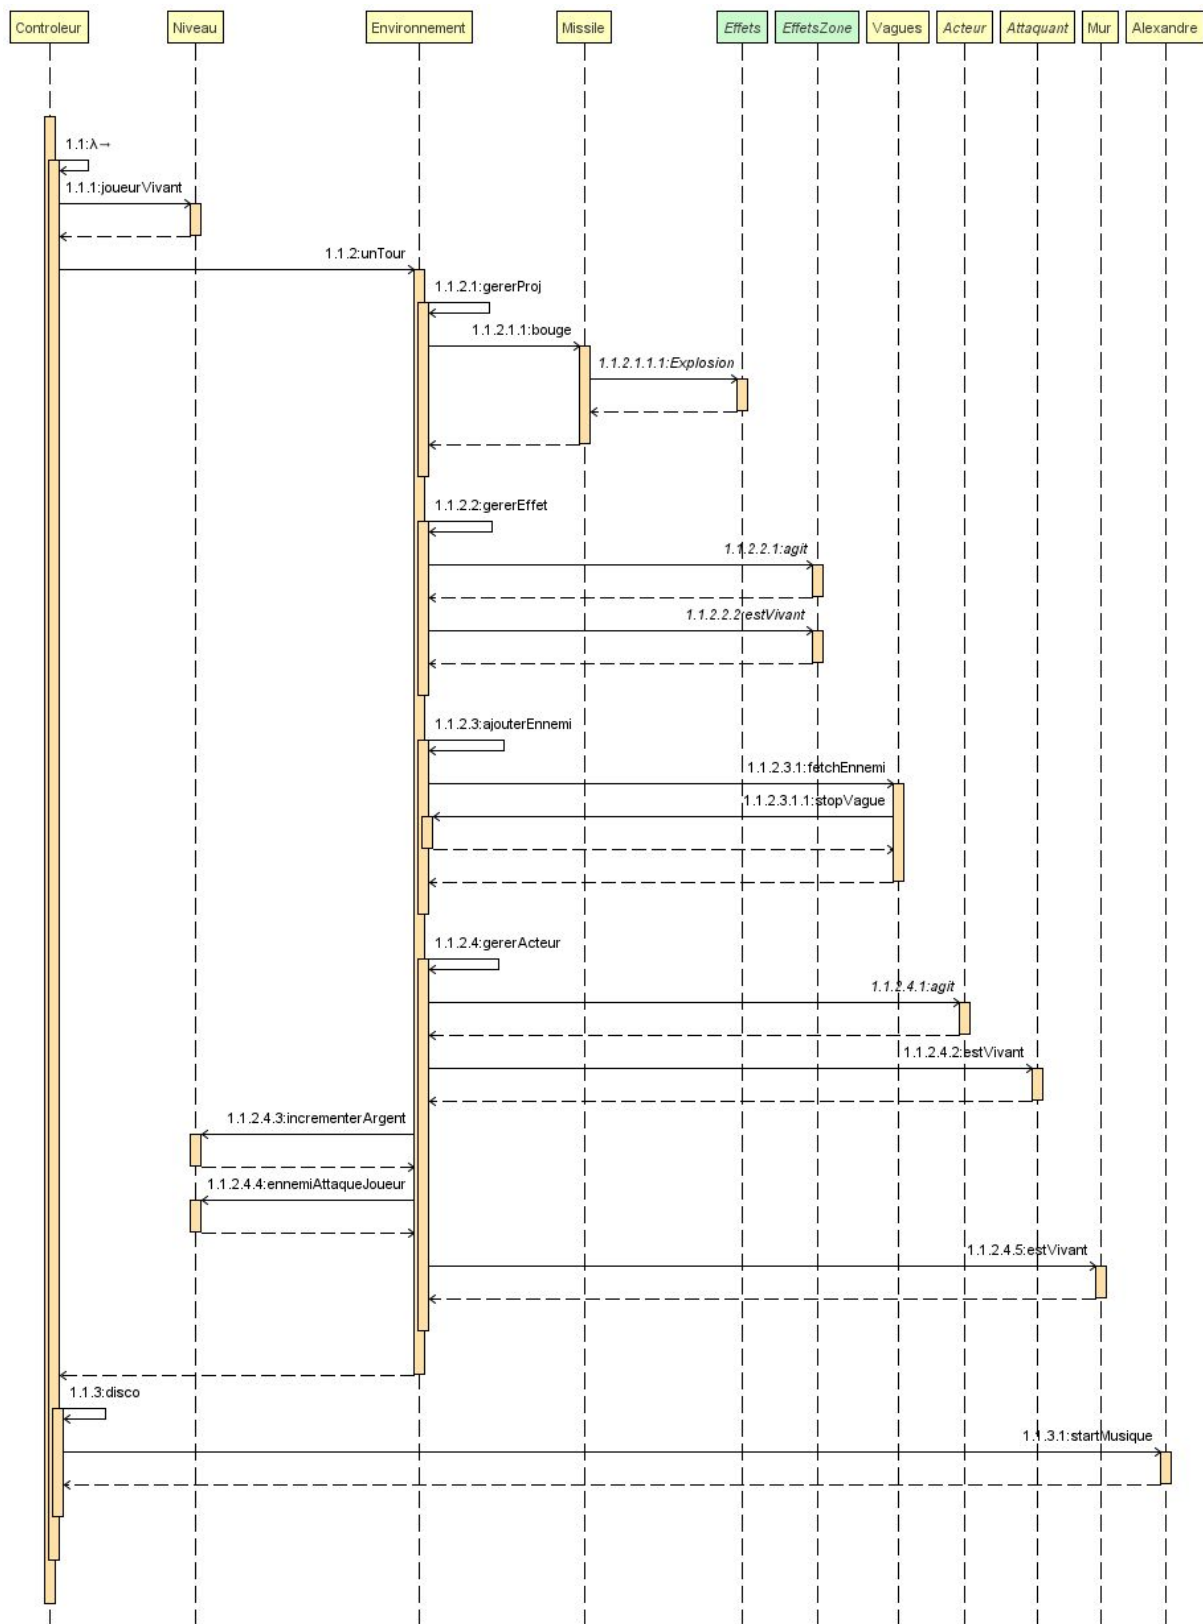 Controleur Niveau Environnement Missile Effets EffetsZone Vagues Acteur Attaquant Mur Alexandre
1.1:λ→
1.1.1:joueurVivant
1.1.2:unTour
1.1.2.1:gererProj
1.1.2.1.1:bouge
1.1.2.1.1.1:Explosion
1.1.2.2:gererEffet
1.1.2.2.1:agit
1.1.2.2.2:estVivant
1.1.2.3:ajouterEnnemi
1.1.2.3.1:fetchEnnemi
1.1.2.3.1.1:stopVague
1.1.2.4:gererActeur
1.1.2.4.1:agit
1.1.2.4.2:estVivant
1.1.2.4.3:incrementerArgent
1.1.2.4.4:ennemiAttaqueJoueur
1.1.2.4.5:estVivant
1.1.3:disco
1.1.3.1:startMusique